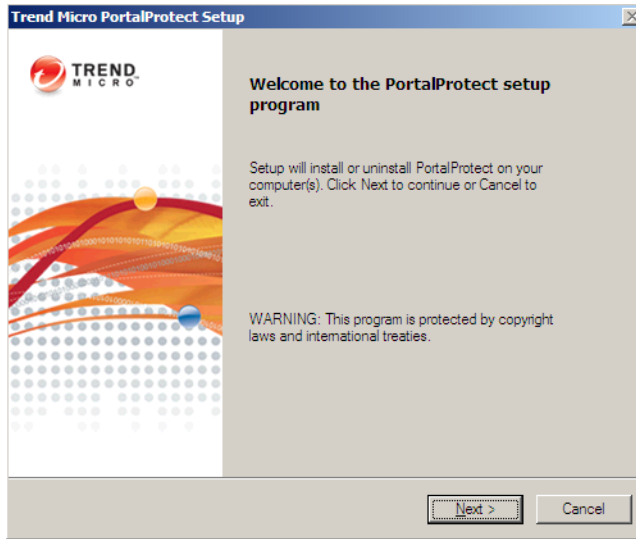 Trend Micro PortalProtect Setup
TREND
MICRO
Welcome to the PortalProtect setup
program
Setup will install or uninstall PortalProtect on your
computer(s). Click Next to continue or Cancel to
exit.
WARNING: This program is protected by copyright
laws and international treaties.
Next >
Cancel